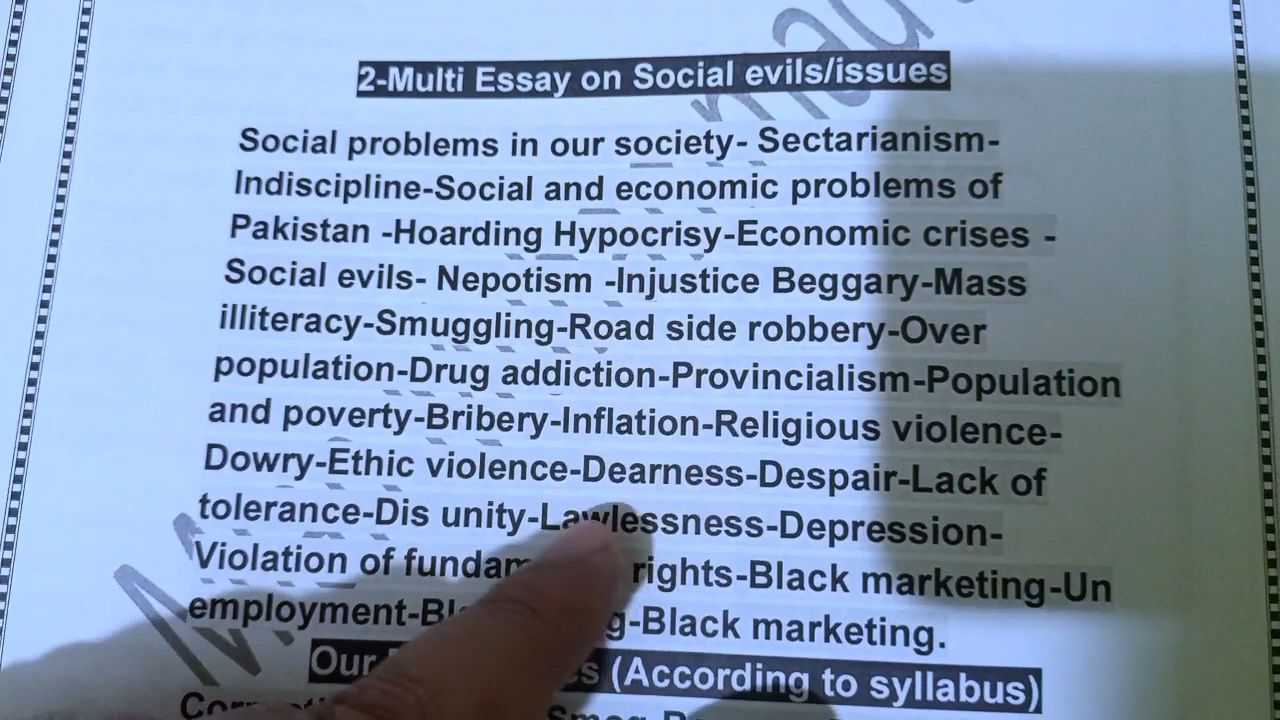 2-Multi Essay on Social evils/issues
Social problems in our society- Sectarianism-
Indiscipline-Social and economic problems of
Pakistan -Hoarding Hypocrisy-Economic crises -
Social evils- Nepotism -Injustice Beggary-Mass
illiteracy-Smuggling-Road side robbery-Over
population-Drug addiction-Provincialism-Population
and poverty-Bribery-Inflation-Religious violence-
Dowry-Ethic violence-Dearness-Despair-Lack of
tolerance-Dis unity-Lawlessness-Depression-
Violation of rights-Black marketing-Un
employment- -Black marketing.
Our (According to syllabus)